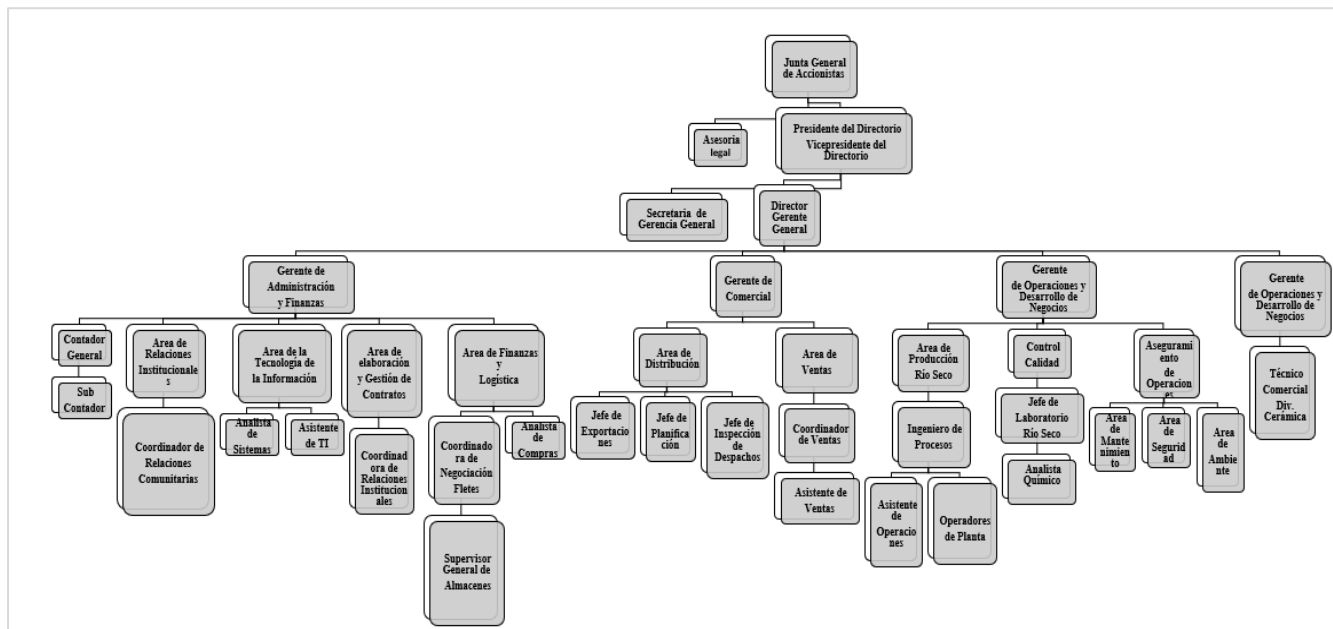 Junta General
de Accionistas
Presidente del Directorio
Vicepresidente del
Directorio
Asesoria
legal
Secretaria de
Gerencia General
Director
Gerente
General
Gerente de
Administración
y Finanzas
Gerente de
Comercial
Gerente
de Operaciones y
Desarrollo de
Negocios
Gerente
de Operaciones y
Desarrollo de
Negocios
Contador
General
Sub
Contador
Area de
Relaciones
Institucionale
s
Coordinador de
Relaciones
Comunitarias
Area de la
Tecnología de
la Información
Analista
de
Sistemas
Asistente
de TI
Area de
elaboración
y Gestión de
Contratos
Coordinad
ora de
Relaciones
Institucion
ales
Area de Finanzas
y
Logística
Coordinado
ra de
Negociación
Fletes
Analista
de
Compras
Supervisor
General de
Almacenes
Area de
Distribución
Jefe de
Exportacio
nes
Jefe de
Planifica
ción
Jefe de
Inspección
de
Despachos
Area de
Ventas
Coordinador
de Ventas
Asistente de
Ventas
Area de
Producción
Río Seco
Ingeniero de
Procesos
Asistente
de
Operacio
nes
Operadores
de Planta
Control
Calidad
Jefe de
Laboratorio
Río Seco
Analista
Químico
Aseguramie
nto
de
Operaciones
Area
de
Mante
nimien
to
Area
de
Segurid
ad
Area
de
Ambie
nte
Técnico
Comercial
Div.
Cerámica